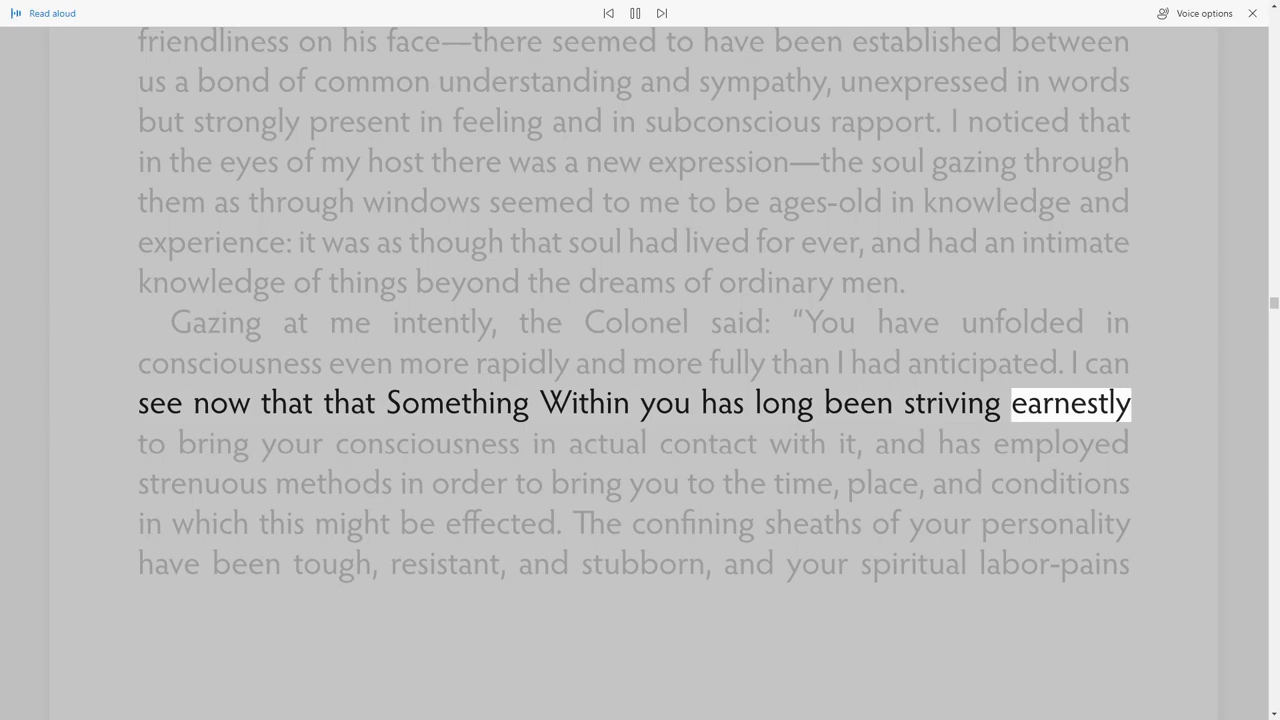 Read aloud
Voice options
friendliness on his face—there seemed to have been established between
us a bond of common understanding and sympathy, unexpressed in words
but strongly present in feeling and in subconscious rapport. I noticed that
in the eyes of my host there was a new expression—the soul gazing through
them as through windows seemed to me to be ages-old in knowledge and
experience: it was as though that soul had lived for ever, and had an intimate
knowledge of things beyond the dreams of ordinary men.
Gazing at me intently, the Colonel said: “You have unfolded in
consciousness even more rapidly and more fully than I had anticipated. I can
see now that that Something Within you has long been striving earnestly
to bring your consciousness in actual contact with it, and has employed
strenuous methods in order to bring you to the time, place, and conditions
in which this might be effected. The confining sheaths of your personality
have been tough, resistant, and stubborn, and your spiritual labor-pains